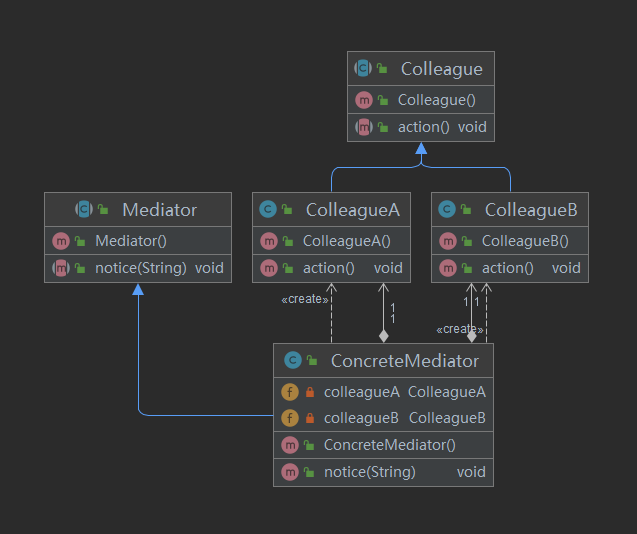 Colleague
Colleague()
action() void
Mediator
Mediator()
notice(String) void
ColleagueA
ColleagueA()
action() void
ColleagueB
ColleagueB()
action() void
«create»
1
1
1
1
«create»
ConcreteMediator
colleagueA ColleagueA
colleagueB ColleagueB
ConcreteMediator()
notice(String) void